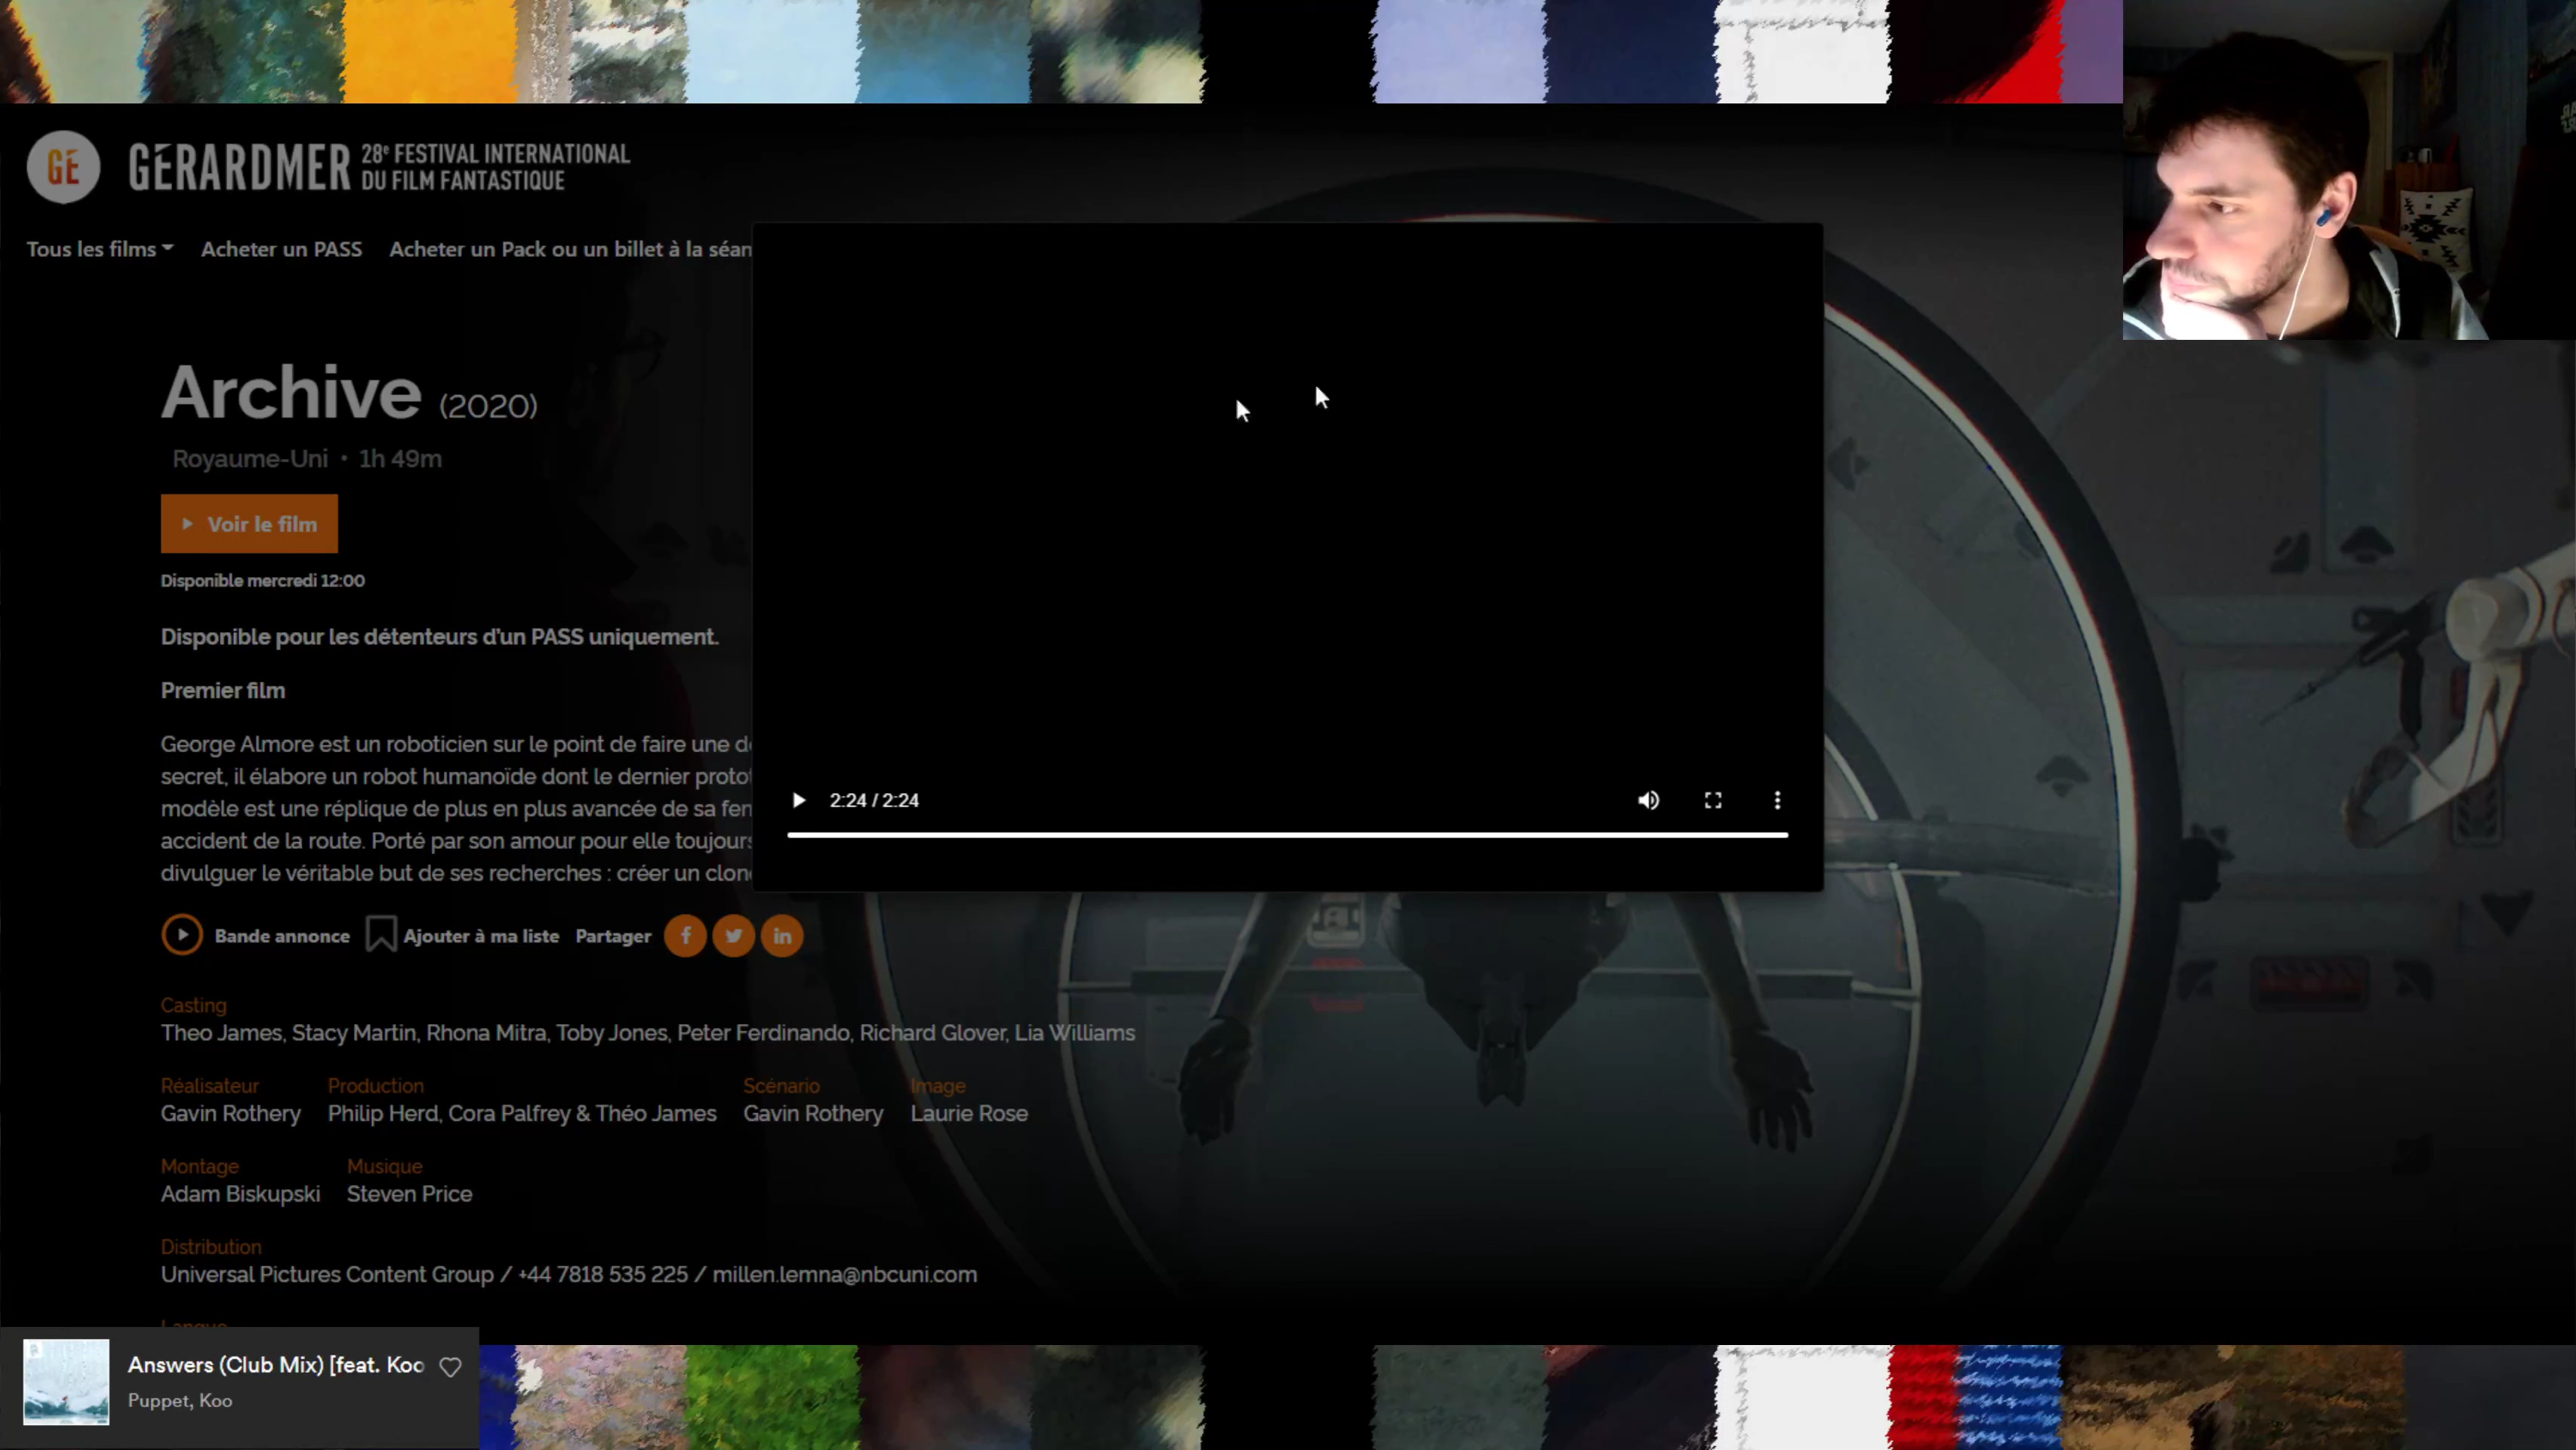 GE GÉRARDMER 28e FESTIVAL INTERNATIONAL
DU FILM FANTASTIQUE
Tous les films Acheter un PASS Acheter un Pack ou un billet à la séan
Archive (2020)
Royaume-Uni • 1h 49m
Voir le film
Disponible mercredi 12:00
Disponible pour les détenteurs d'un PASS uniquement.
Premier film
George Almore est un roboticien sur le point de faire une d
secret, il élabore un robot humanoïde dont le dernier proto
modèle est une réplique de plus en plus avancée de sa fem
accident de la route. Porté par son amour pour elle toujours
divulguer le véritable but de ses recherches : créer un clon
2:24 / 2:24
Bande annonce Ajouter à ma liste Partager f in
Casting
Theo James, Stacy Martin, Rhona Mitra, Toby Jones, Peter Ferdinando, Richard Glover, Lia Williams
Réalisateur Production Scénario Image
Gavin Rothery Philip Herd, Cora Palfrey & Théo James Gavin Rothery Laurie Rose
Montage Musique
Adam Biskupski Steven Price
Distribution
Universal Pictures Content Group / +44 7818 535 225 / millen.lemna@nbcuni.com
Langue
Answers (Club Mix) [feat. Koo
Puppet, Koo